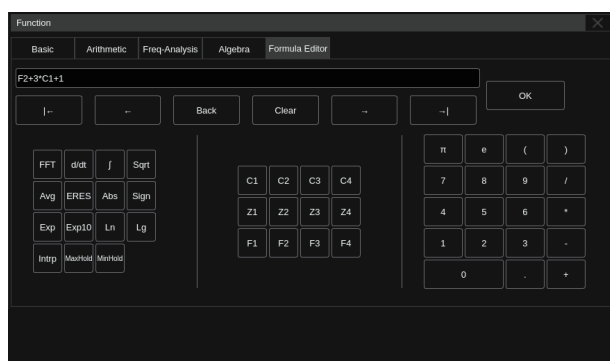 Function
Basic Arithmetic Freq-Analysis Algebra Formula Editor
F2+3*C1+1
OK
|← ← Back Clear → →|
π e ( )
FFT d/dt ∫ Sqrt
C1 C2 C3 C4
7 8 9 /
Avg ERES Abs Sign
Z1 Z2 Z3 Z4
4 5 6 *
Exp Exp10 Ln Lg
F1 F2 F3 F4
1 2 3 -
Intrp MaxHold MinHold
0 . +